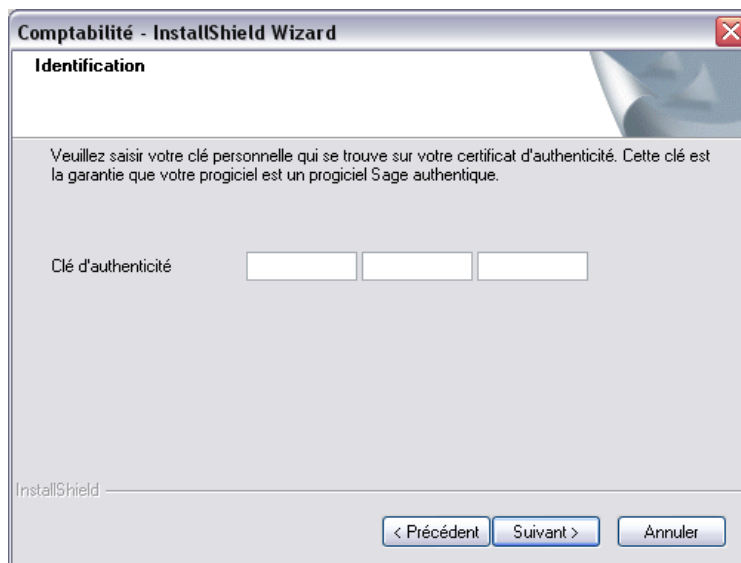 Comptabilité - InstallShield Wizard
Identification
Veuillez saisir votre clé personnelle qui se trouve sur votre certificat d'authenticité. Cette clé est
la garantie que votre progiciel est un progiciel Sage authentique.
Clé d'authenticité
InstallShield
< Précédent Suivant > Annuler